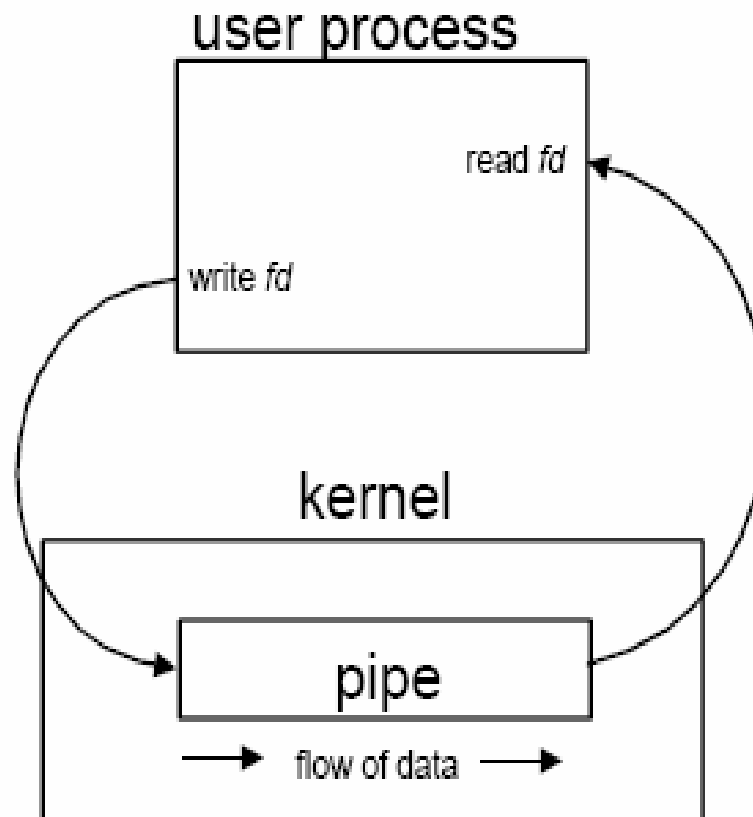 user process
read fd
write fd
kernel
pipe
flow of data